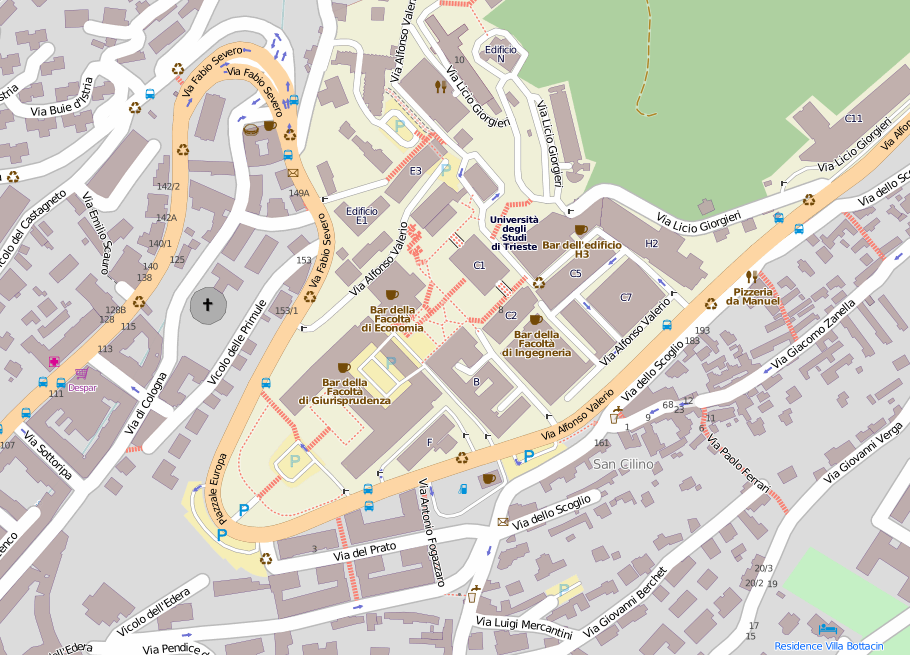 Via Alfonso Valer
Edificio
N
10
Via Fabio Severo
Via Fabio Severo
Via Buie d'Istria
stria
Via Licio Giorgieri
Via Licio Giorgieri
C11
Via Licio Giorgieri
Via Alfo
E3
142/2
149A
Via dello Sco
Vicolo del Castagneto
Via Emilio Scauro
142A
Edificio
E1
Università
degli
Studi
di Trieste
Via Licio Giorgieri
140/1
Via Fabio Severo
Via Alfonso Valerio
Bar dell'edificio
H3
H2
125
153
140
138
C1
C5
C7
Pizzeria
da Manuel
128B
128
115
153/1
Bar della
Facoltà
di Economia
8
C2
Bar della
Facoltà
di Ingegneria
Via Alfonso Valerio
193
183
Via Giacomo Zanella
113
Vicolo delle Primule
Despar
111
Bar della
Facoltà
di Giurisprudenza
B
Via dello Scoglio
Via di Cologna
68
12
23
9
11
6
1
Via Alfonso Valerio
107
Via Sottoripa
F
161
San Cilino
Via Paolo Ferrari
Via Giovanni Verga
P
P
P
P
P
P
P
P
Piazzale Europa
Via Antonio Fogazzaro
Via dello Scoglio
enco
3
Via del Prato
20/3
20/2
19
Via Giovanni Berchet
Vicolo dell'Edera
17
15
Via Luigi Mercantini
Residence Villa Bottacin
ell'Edera
Via Pendice d